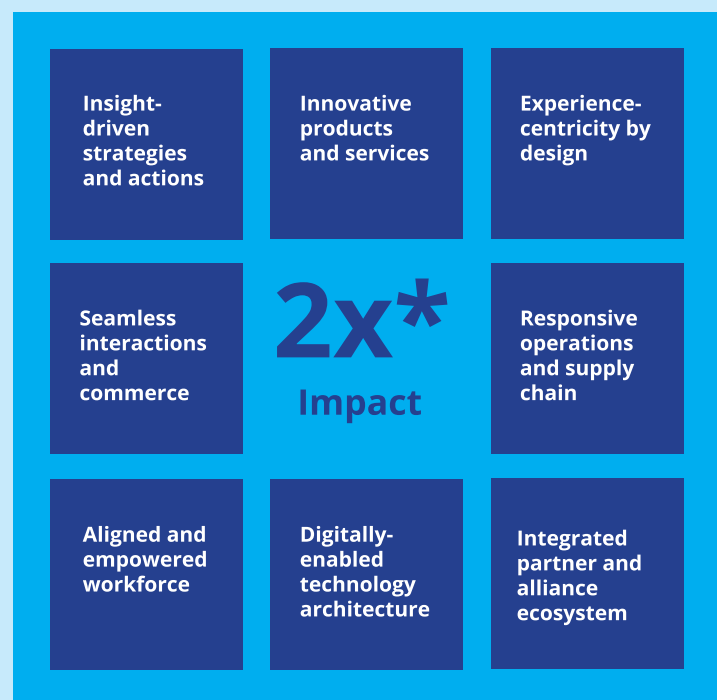 Insight-
driven
strategies
and actions
Innovative
products
and services
Experience-
centricity by
design
Seamless
interactions
and
commerce
2x*
Impact
Responsive
operations
and supply
chain
Aligned and
empowered
workforce
Digitally-
enabled
technology
architecture
Integrated
partner and
alliance
ecosystem